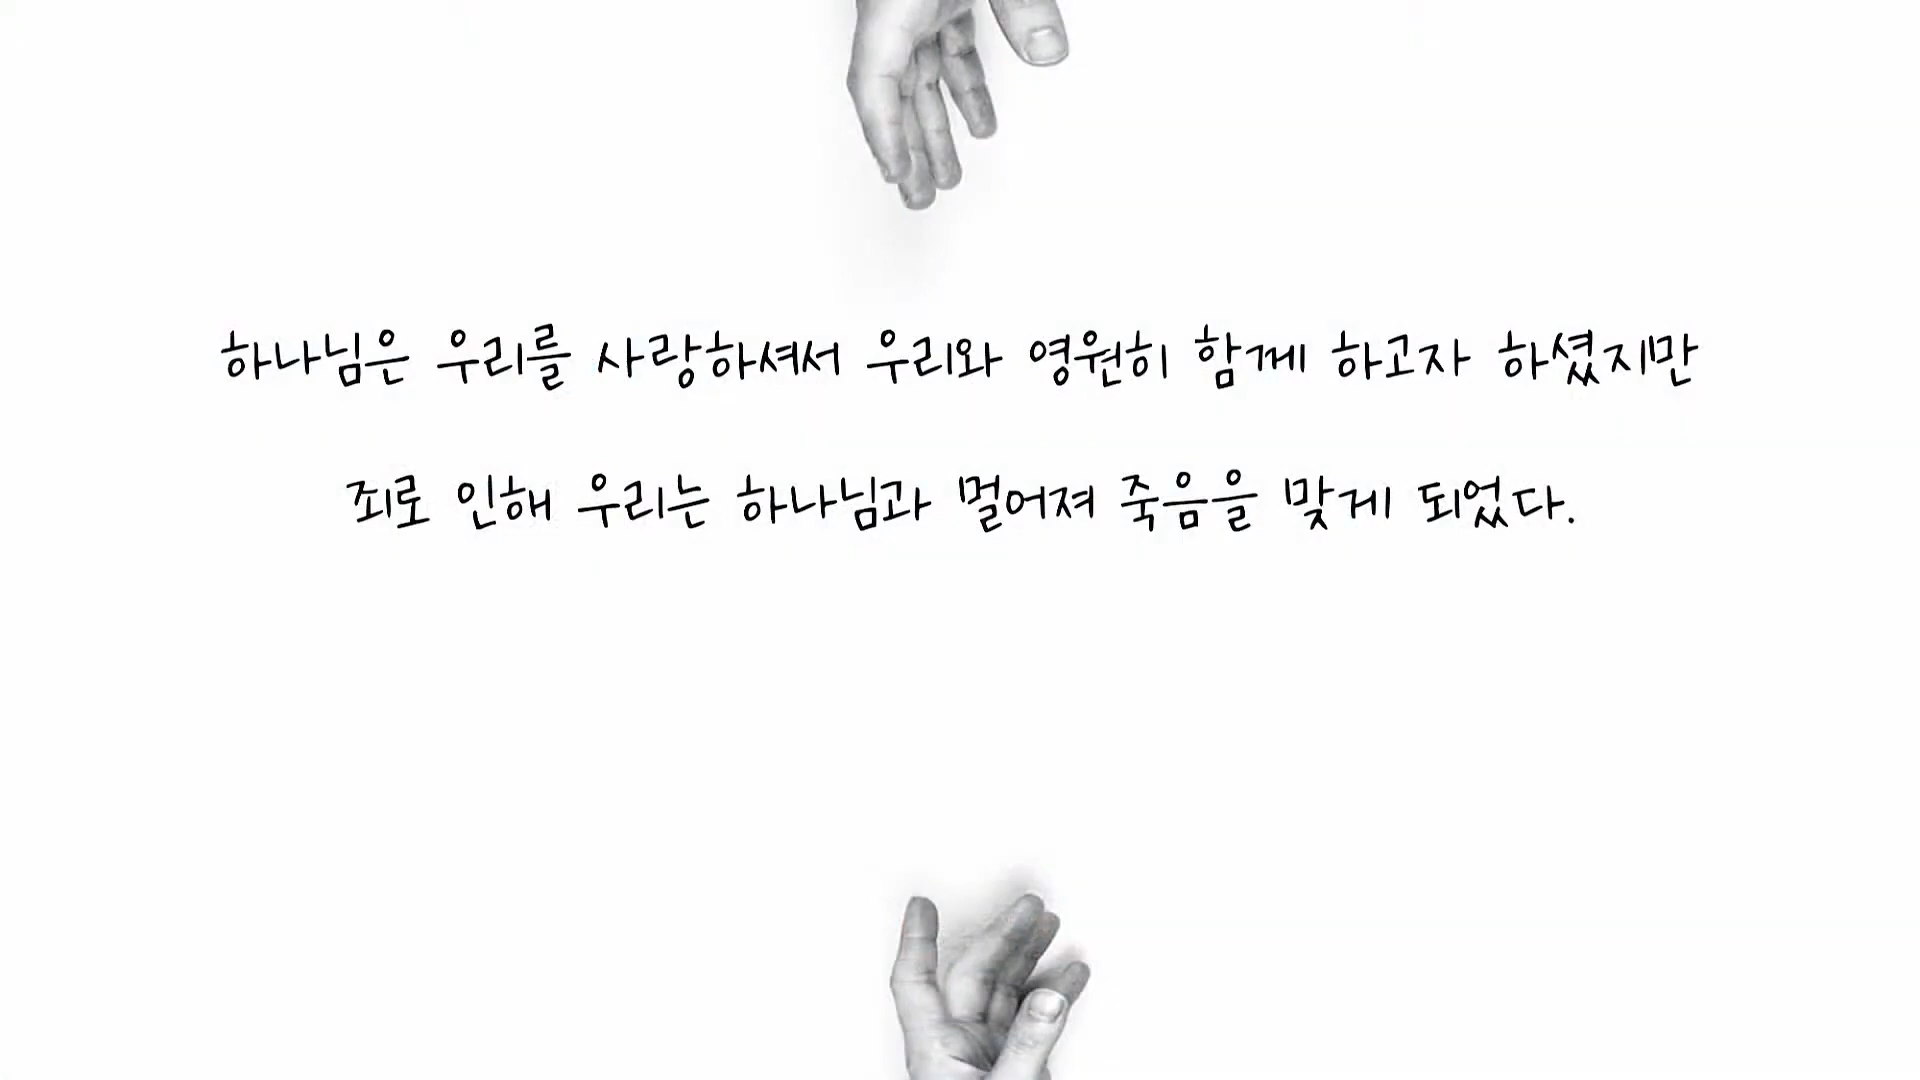 하나님은 우리를 사랑하셔서 우리와 영원히 함께 하고자 하셨지만
죄로 인해 우리는 하나님과 멀어져 죽음을 맞게 되었다.